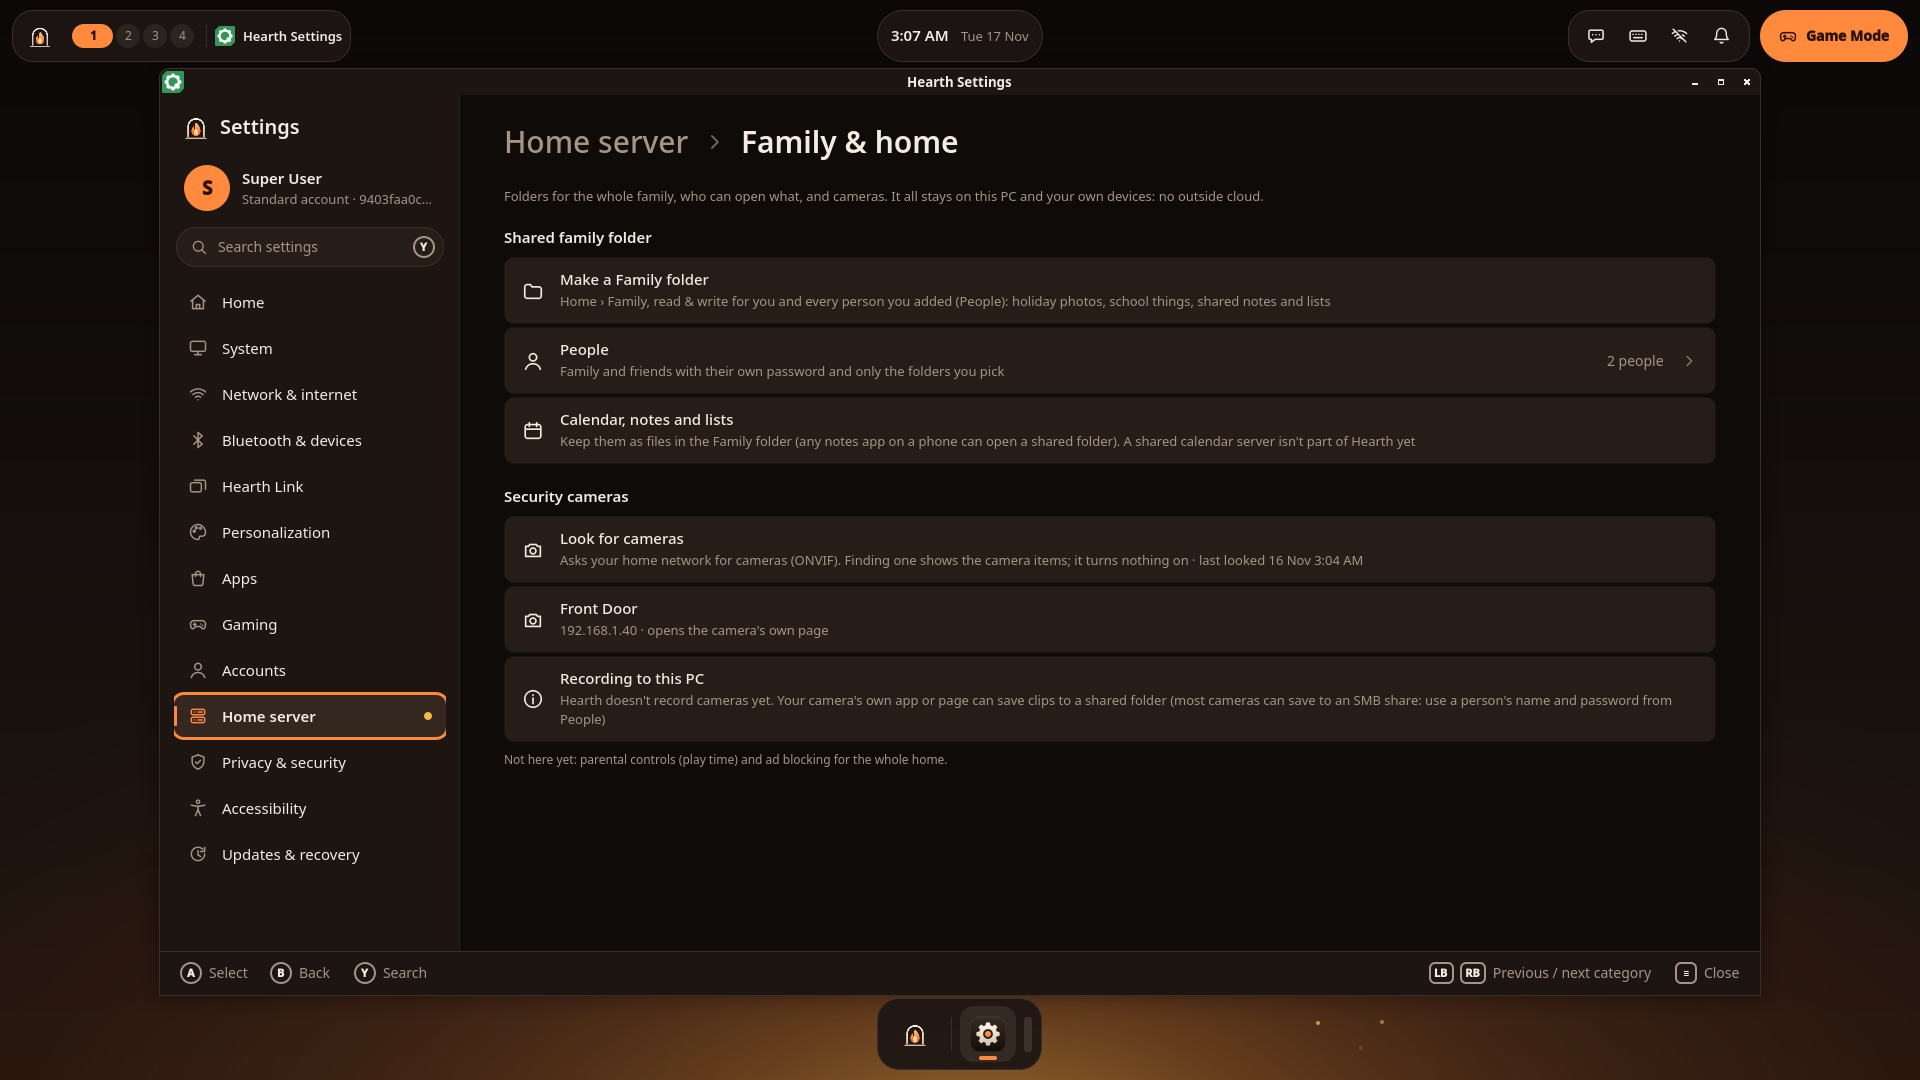 1
2
3
4
Hearth Settings
3:07 AM Tue 17 Nov
Game Mode
Hearth Settings
Settings
S
Super User
Standard account · 9403faa0c...
Search settings
Y
Home
System
Network & internet
Bluetooth & devices
Hearth Link
Personalization
Apps
Gaming
Accounts
Home server
Privacy & security
Accessibility
Updates & recovery
Home server > Family & home
Folders for the whole family, who can open what, and cameras. It all stays on this PC and your own devices: no outside cloud.
Shared family folder
Make a Family folder
Home › Family, read & write for you and every person you added (People): holiday photos, school things, shared notes and lists
People
Family and friends with their own password and only the folders you pick
2 people
Calendar, notes and lists
Keep them as files in the Family folder (any notes app on a phone can open a shared folder). A shared calendar server isn't part of Hearth yet
Security cameras
Look for cameras
Asks your home network for cameras (ONVIF). Finding one shows the camera items; it turns nothing on · last looked 16 Nov 3:04 AM
Front Door
192.168.1.40 · opens the camera's own page
Recording to this PC
Hearth doesn't record cameras yet. Your camera's own app or page can save clips to a shared folder (most cameras can save to an SMB share: use a person's name and password from
People)
Not here yet: parental controls (play time) and ad blocking for the whole home.
A Select B Back Y Search
LB RB Previous / next category ≡ Close